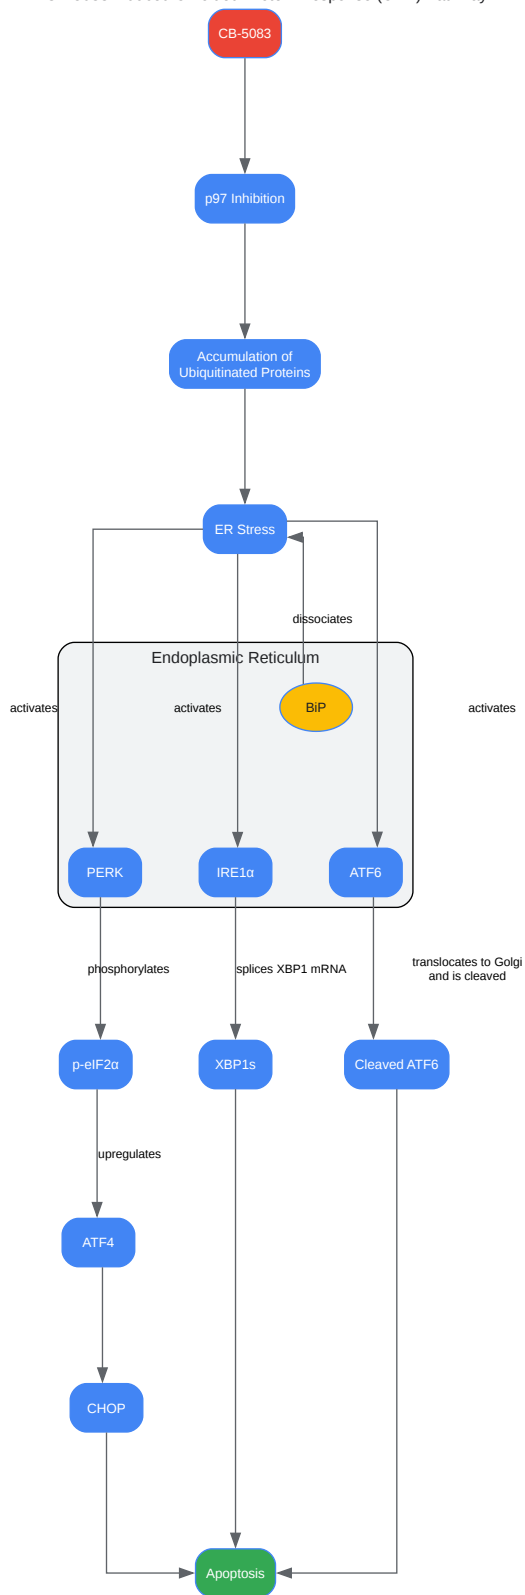 CB-5083
p97 Inhibition
Accumulation of
Ubiquitinated Proteins
ER Stress
dissociates
Endoplasmic Reticulum
activates
activates
BiP
activates
PERK
IRE1α
ATF6
phosphorylates
splices XBP1 mRNA
translocates to Golgi
and is cleaved
p-eIF2α
XBP1s
Cleaved ATF6
upregulates
ATF4
CHOP
Apoptosis